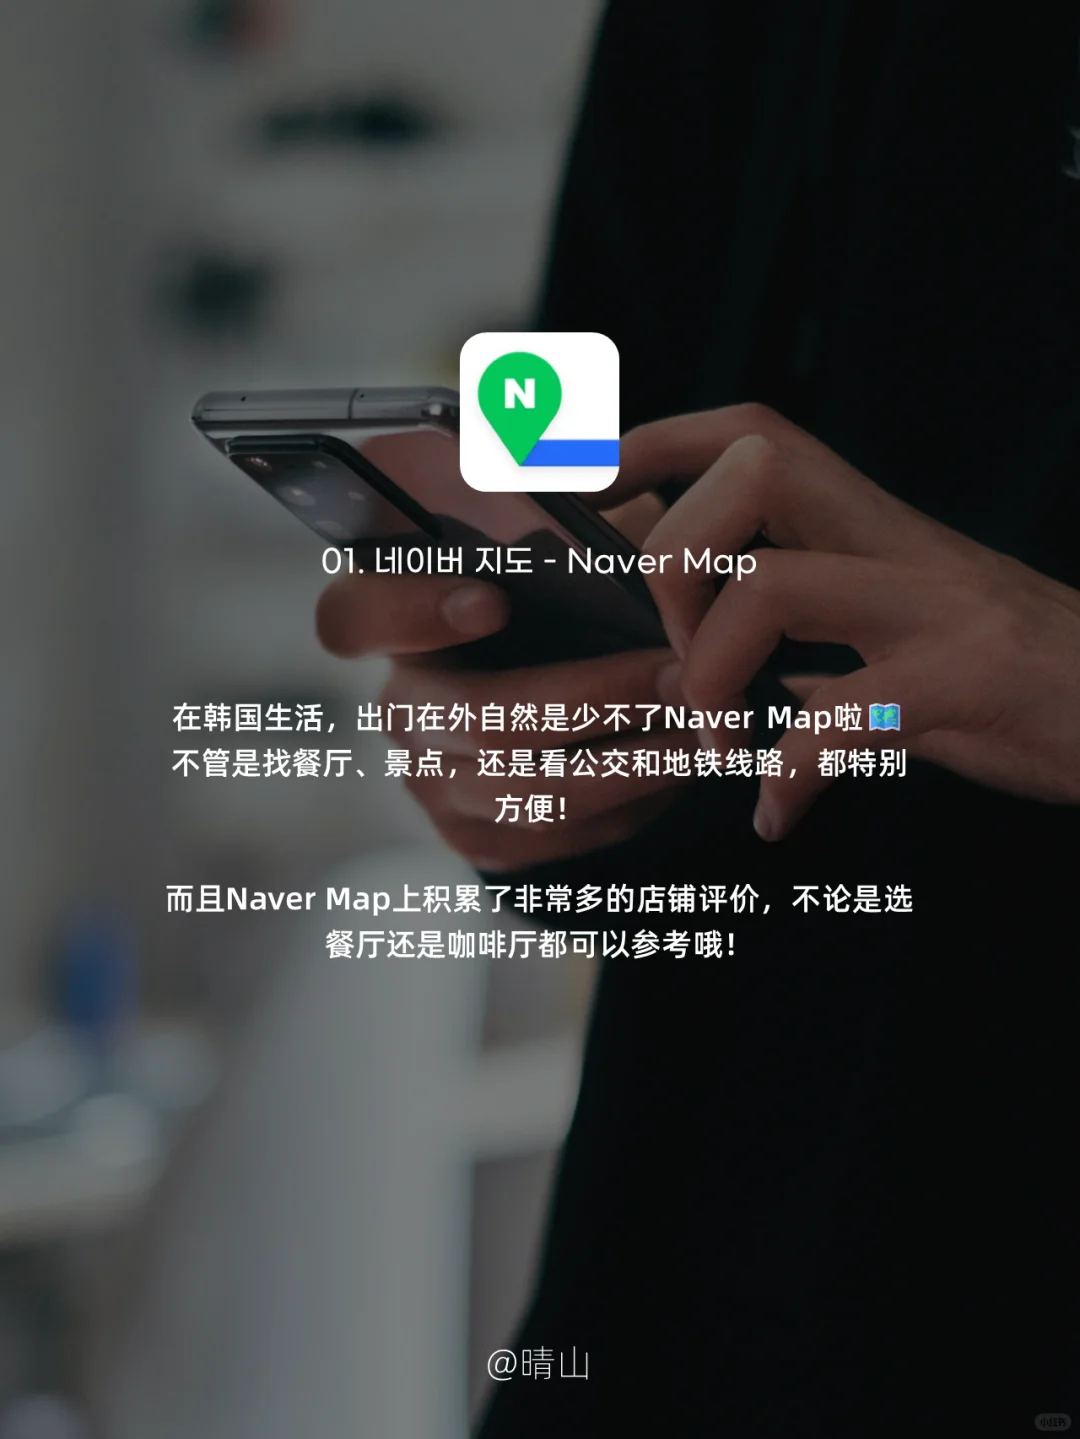 N
01. 네이버 지도 - Naver Map
在韩国生活，出门在外自然是少不了Naver Map啦🗺️
不管是找餐厅、景点，还是看公交和地铁线路，都特别
方便！
而且Naver Map上积累了非常多的店铺评价，不论是选
餐厅还是咖啡厅都可以参考哦！
@晴山
小红书